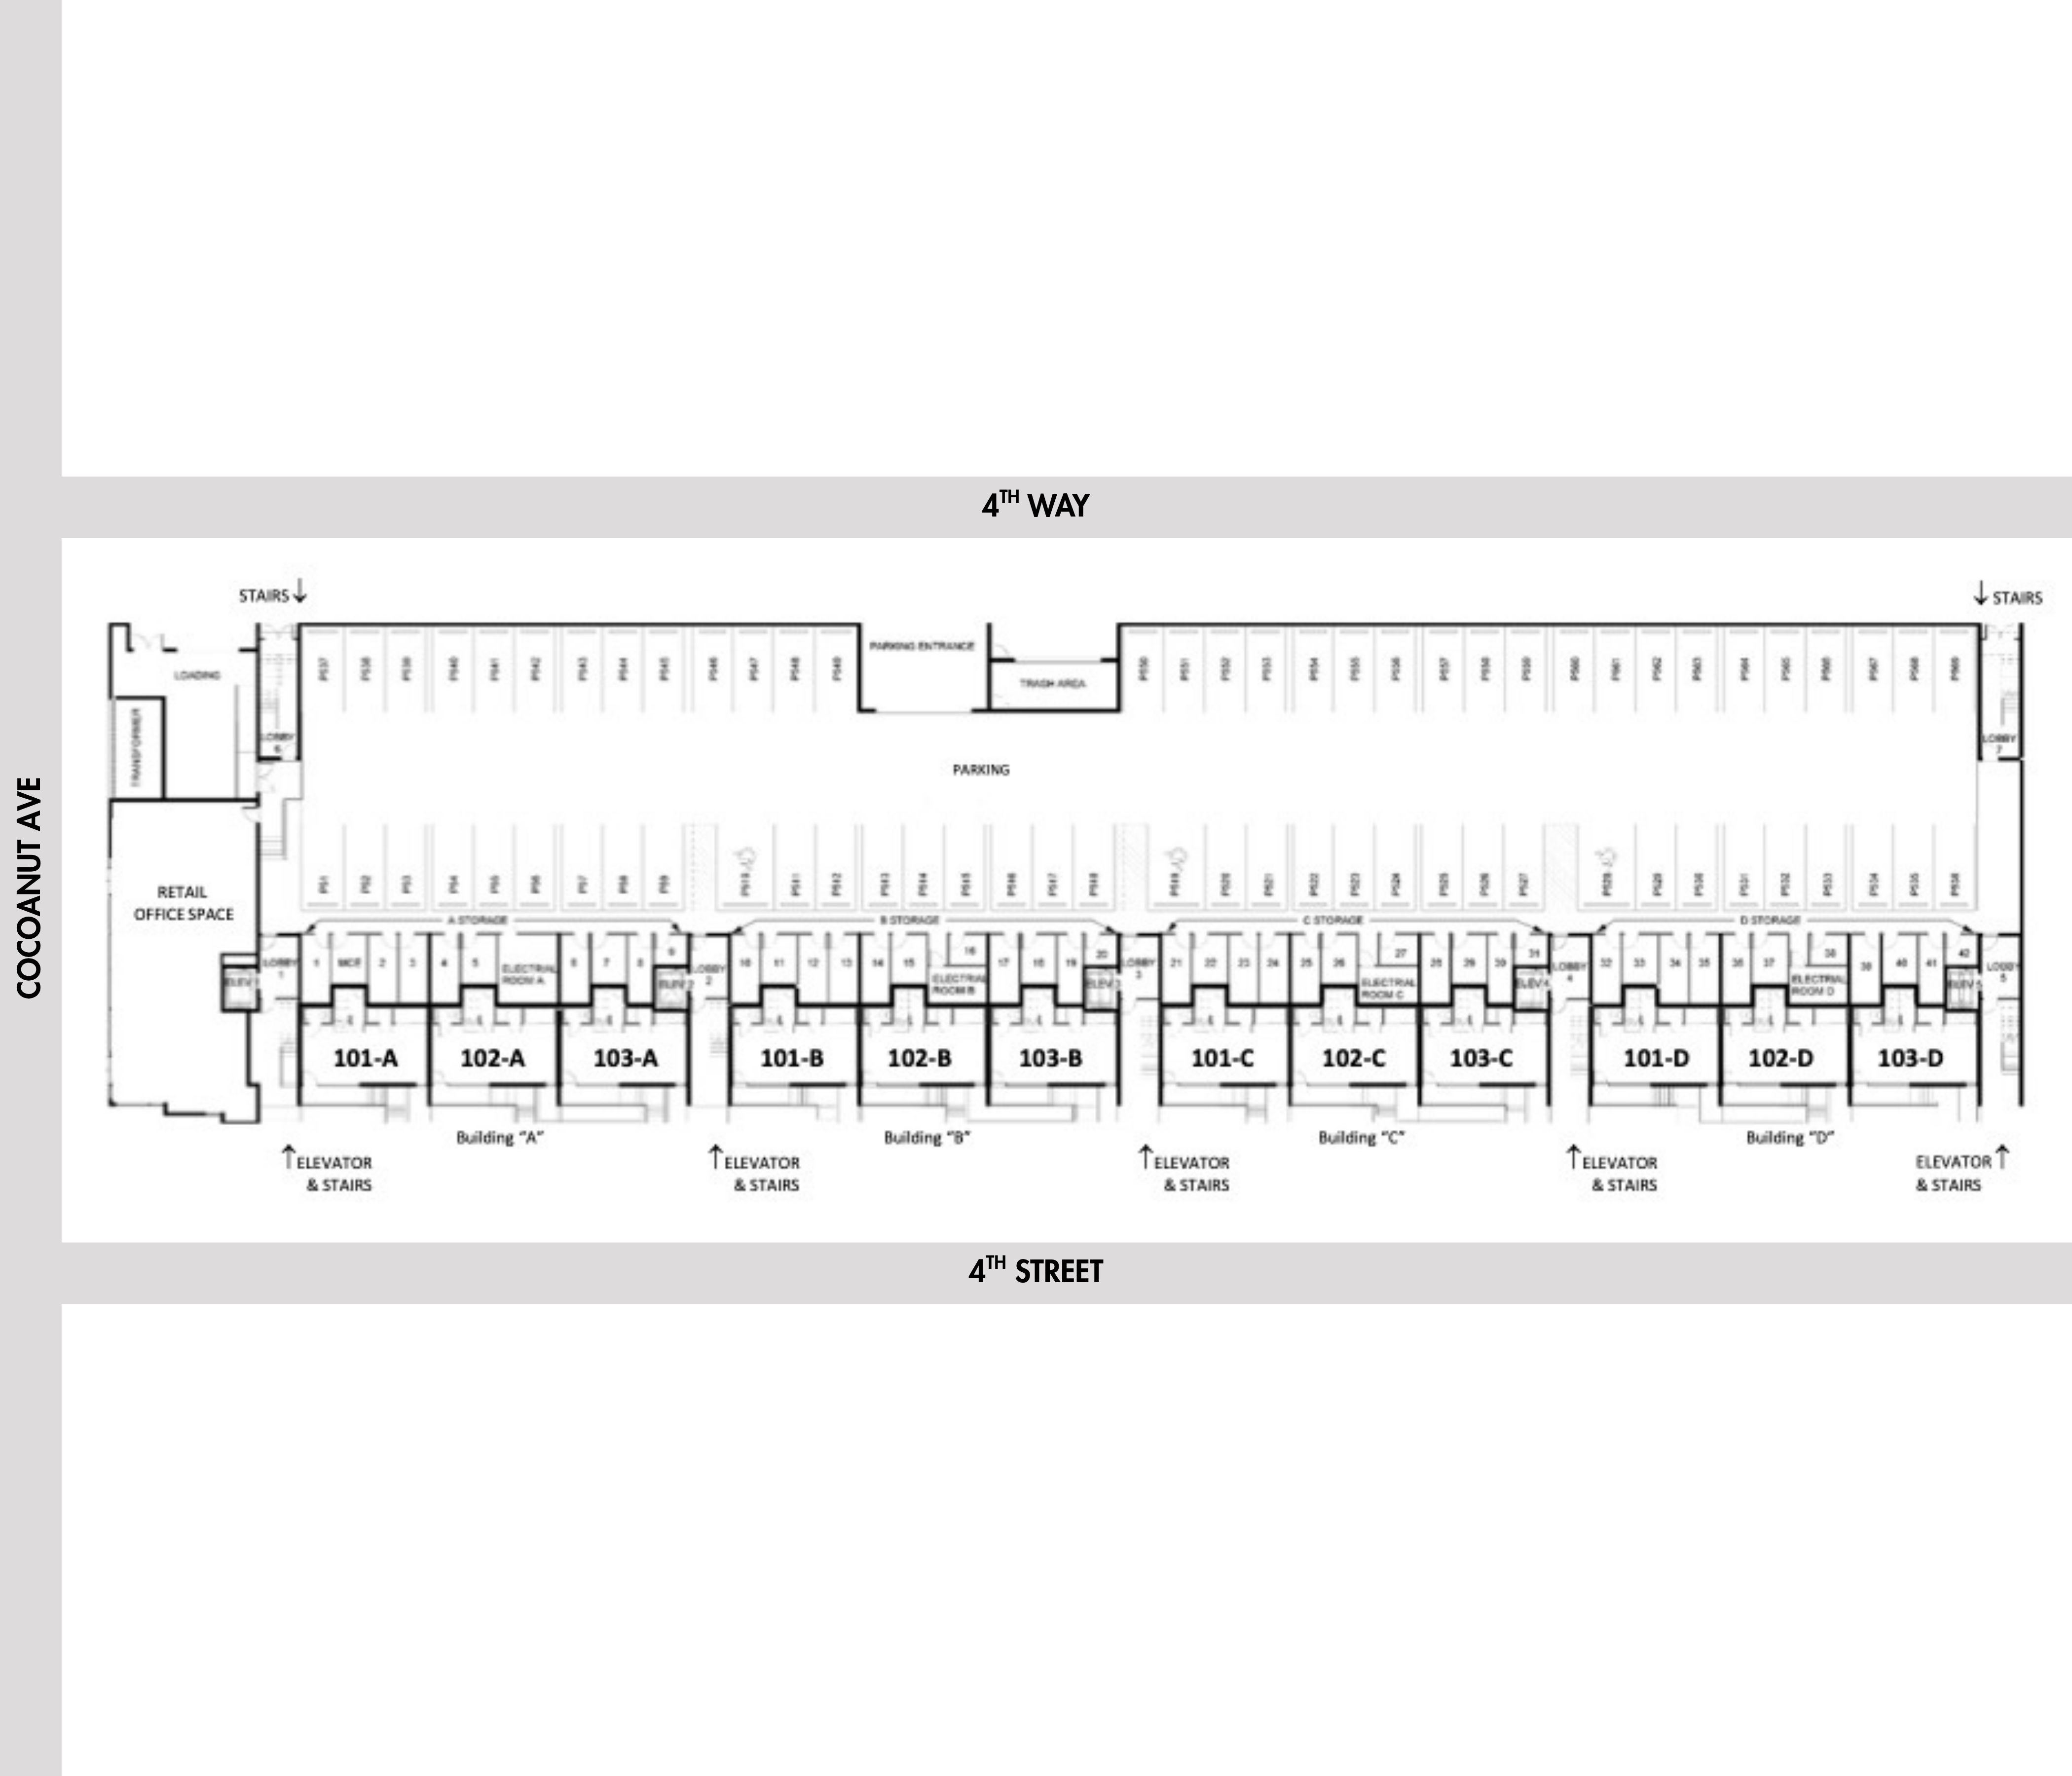 4TH WAY
COCOANUT AVE
STAIRS
STAIRS
LOADING
TRANSFORMER
LOBBY
6
PARKING ENTRANCE
TRASH AREA
LOBBY
7
PS37 PS38 PS39 PS40 PS41 PS42 PS43 PS44 PS45 PS46 PS47 PS48 PS49
PS50 PS51 PS52 PS53 PS54 PS55 PS56 PS57 PS58 PS59 PS60 PS61 PS62 PS63 PS64 PS65 PS66 PS67 PS68 PS69
PARKING
RETAIL
OFFICE SPACE
PS1 PS2 PS3 PS4 PS5 PS6 PS7 PS8 PS9 PS10 PS11 PS12 PS13 PS14 PS15 PS16 PS17 PS18 PS19 PS20 PS21 PS22 PS23 PS24 PS25 PS26 PS27 PS28 PS29 PS30 PS31 PS32 PS33 PS34 PS35 PS36
A STORAGE
B STORAGE
C STORAGE
D STORAGE
ELEV 1
LOBBY
1
1 MCR 2 3 4 5
ELECTRIAL
ROOM A
6 7 8 9
ELEV 2
LOBBY
2
10 11 12 13 14 15 16
ELECTRIAL
ROOM B
17 18 19 20
ELEV 3
LOBBY
3
21 22 23 24 25 26 27
ELECTRIAL
ROOM C
28 29 30 31
ELEV 4
LOBBY
4
32 33 34 35 36 37 38
ELECTRIAL
ROOM D
39 40 41 42
ELEV 5
LOBBY
5
101-A 102-A 103-A 101-B 102-B 103-B 101-C 102-C 103-C 101-D 102-D 103-D
Building "A"
Building "B"
Building "C"
Building "D"
ELEVATOR
& STAIRS
ELEVATOR
& STAIRS
ELEVATOR
& STAIRS
ELEVATOR
& STAIRS
ELEVATOR
& STAIRS
4TH STREET